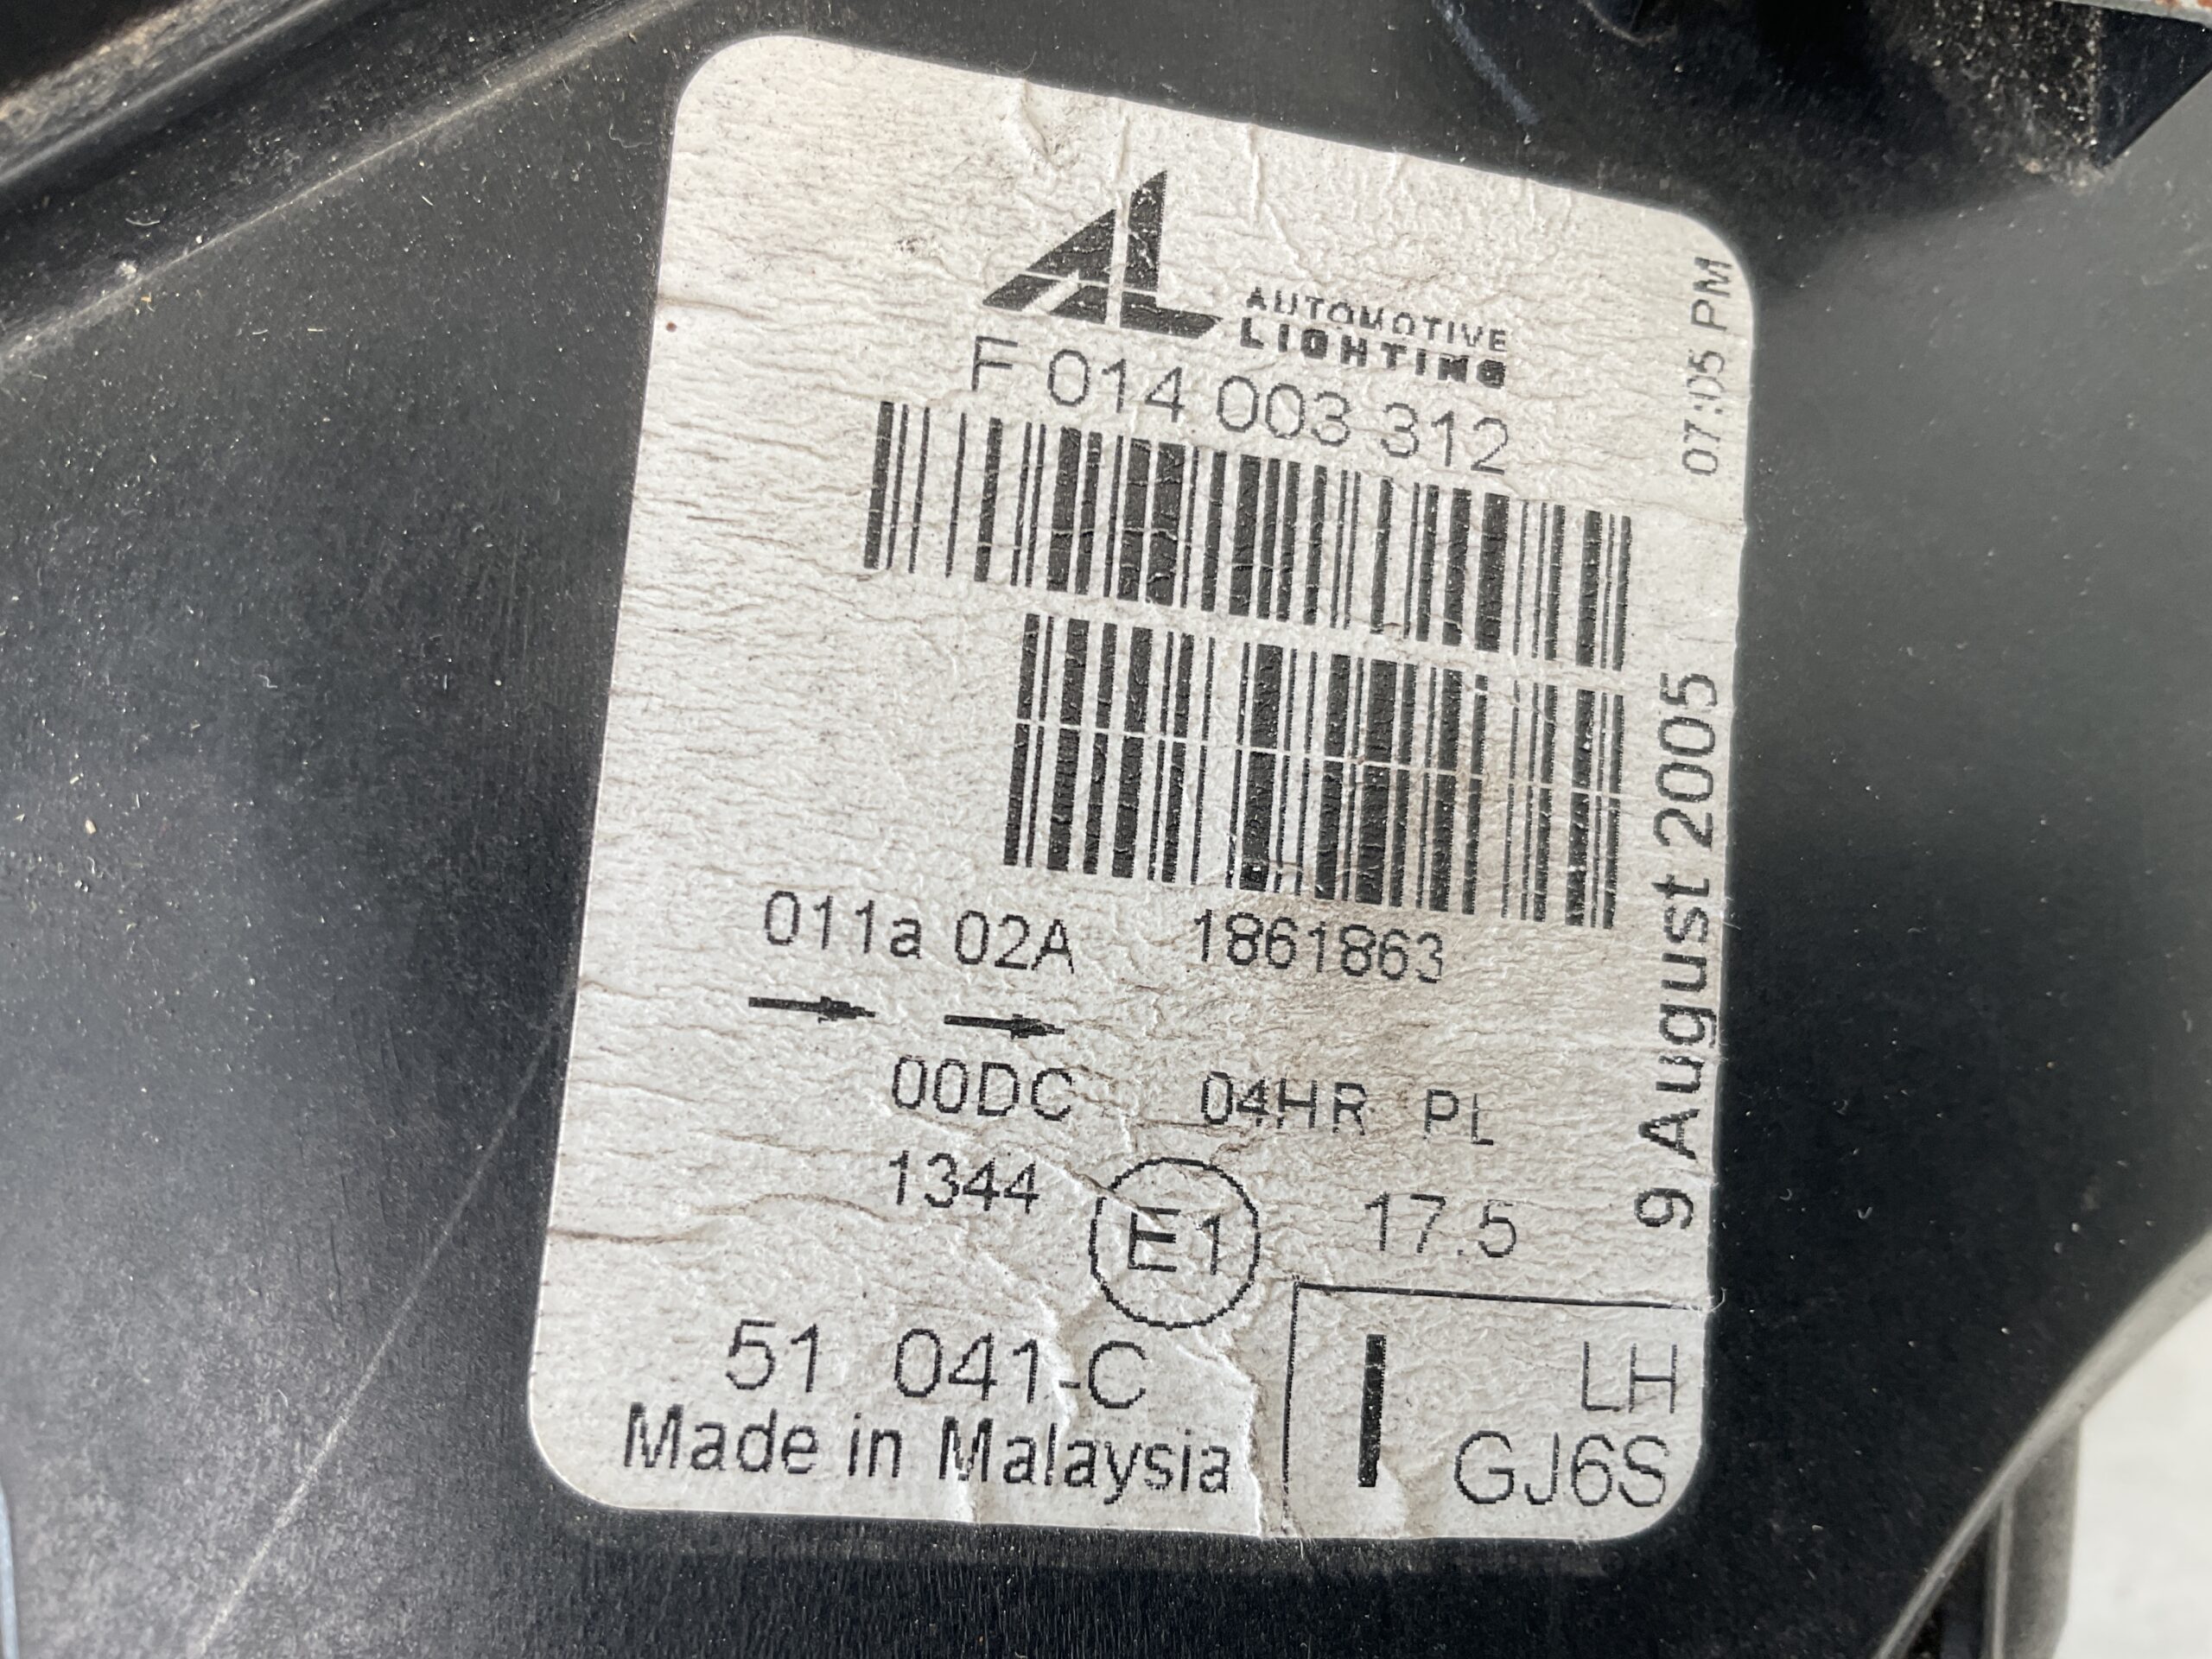 AL AUTOMOTIVE
LIGHTING
F 014 003 312
011a 02A 1861863
00DC 04HR PL
1344 E1 17.5
51 041-C
Made in Malaysia
I LH
GJ6S
9 August 2005 07:05 PM